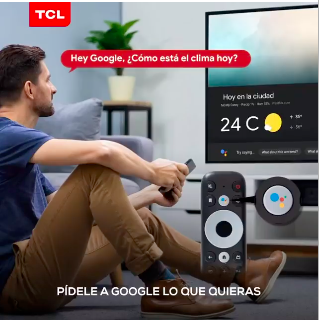 TCL
Hey Google, ¿Cómo está el clima hoy?
Hoy en la ciudad
24 C
PÍDELE A GOOGLE LO QUE QUIERAS